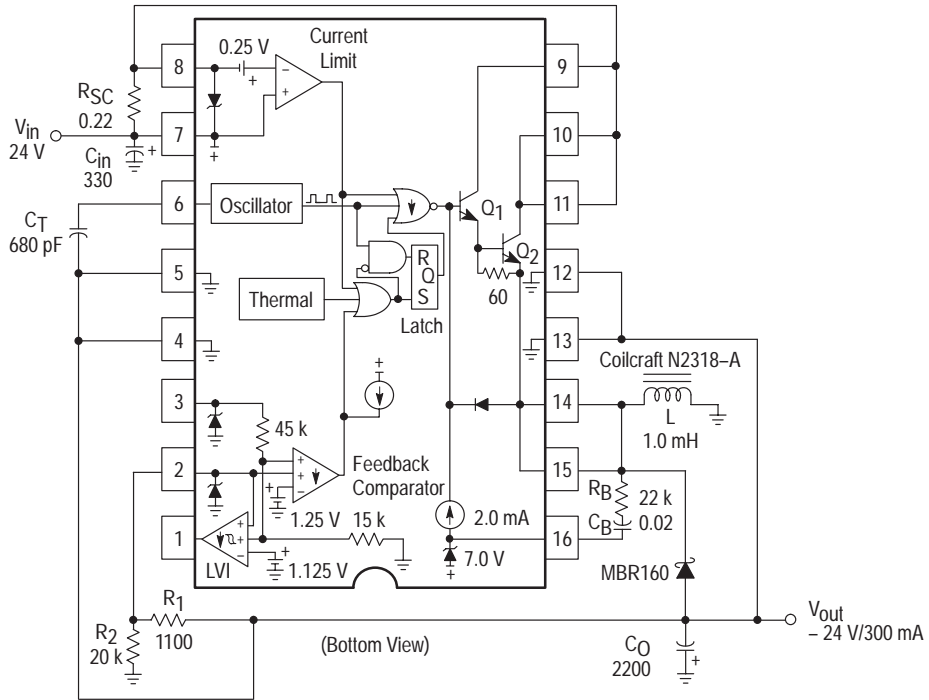 8
0.25 V
+
–
+
Current
Limit
9
RSC
0.22
Vin
24 V
7
+
Cin
330
+
10
6
Oscillator
Q1
11
CT
680 pF
5
R
Q
S
Latch
Q2
60
12
Thermal
4
13
Coilcraft N2318–A
+
3
14
L
1.0 mH
45 k
2
+
+
–
+
Feedback
Comparator
15
RB
22 k
CB
0.02
1.25 V
15 k
2.0 mA
1
+
+
–
+
16
LVI
1.125 V
7.0 V
+
MBR160
R1
1100
R2
20 k
(Bottom View)
Vout
– 24 V/300 mA
CO
2200
+